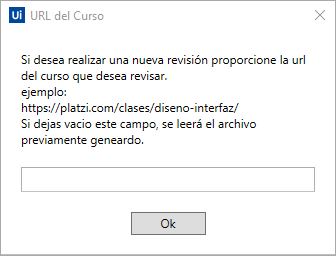 Ui URL del Curso
Si desea realizar una nueva revisión proporcione la url
del curso que desea revisar.
ejemplo:
https://platzi.com/clases/diseno-interfaz/
Si dejas vacio este campo, se leerá el archivo
previamente geneardo.
Ok